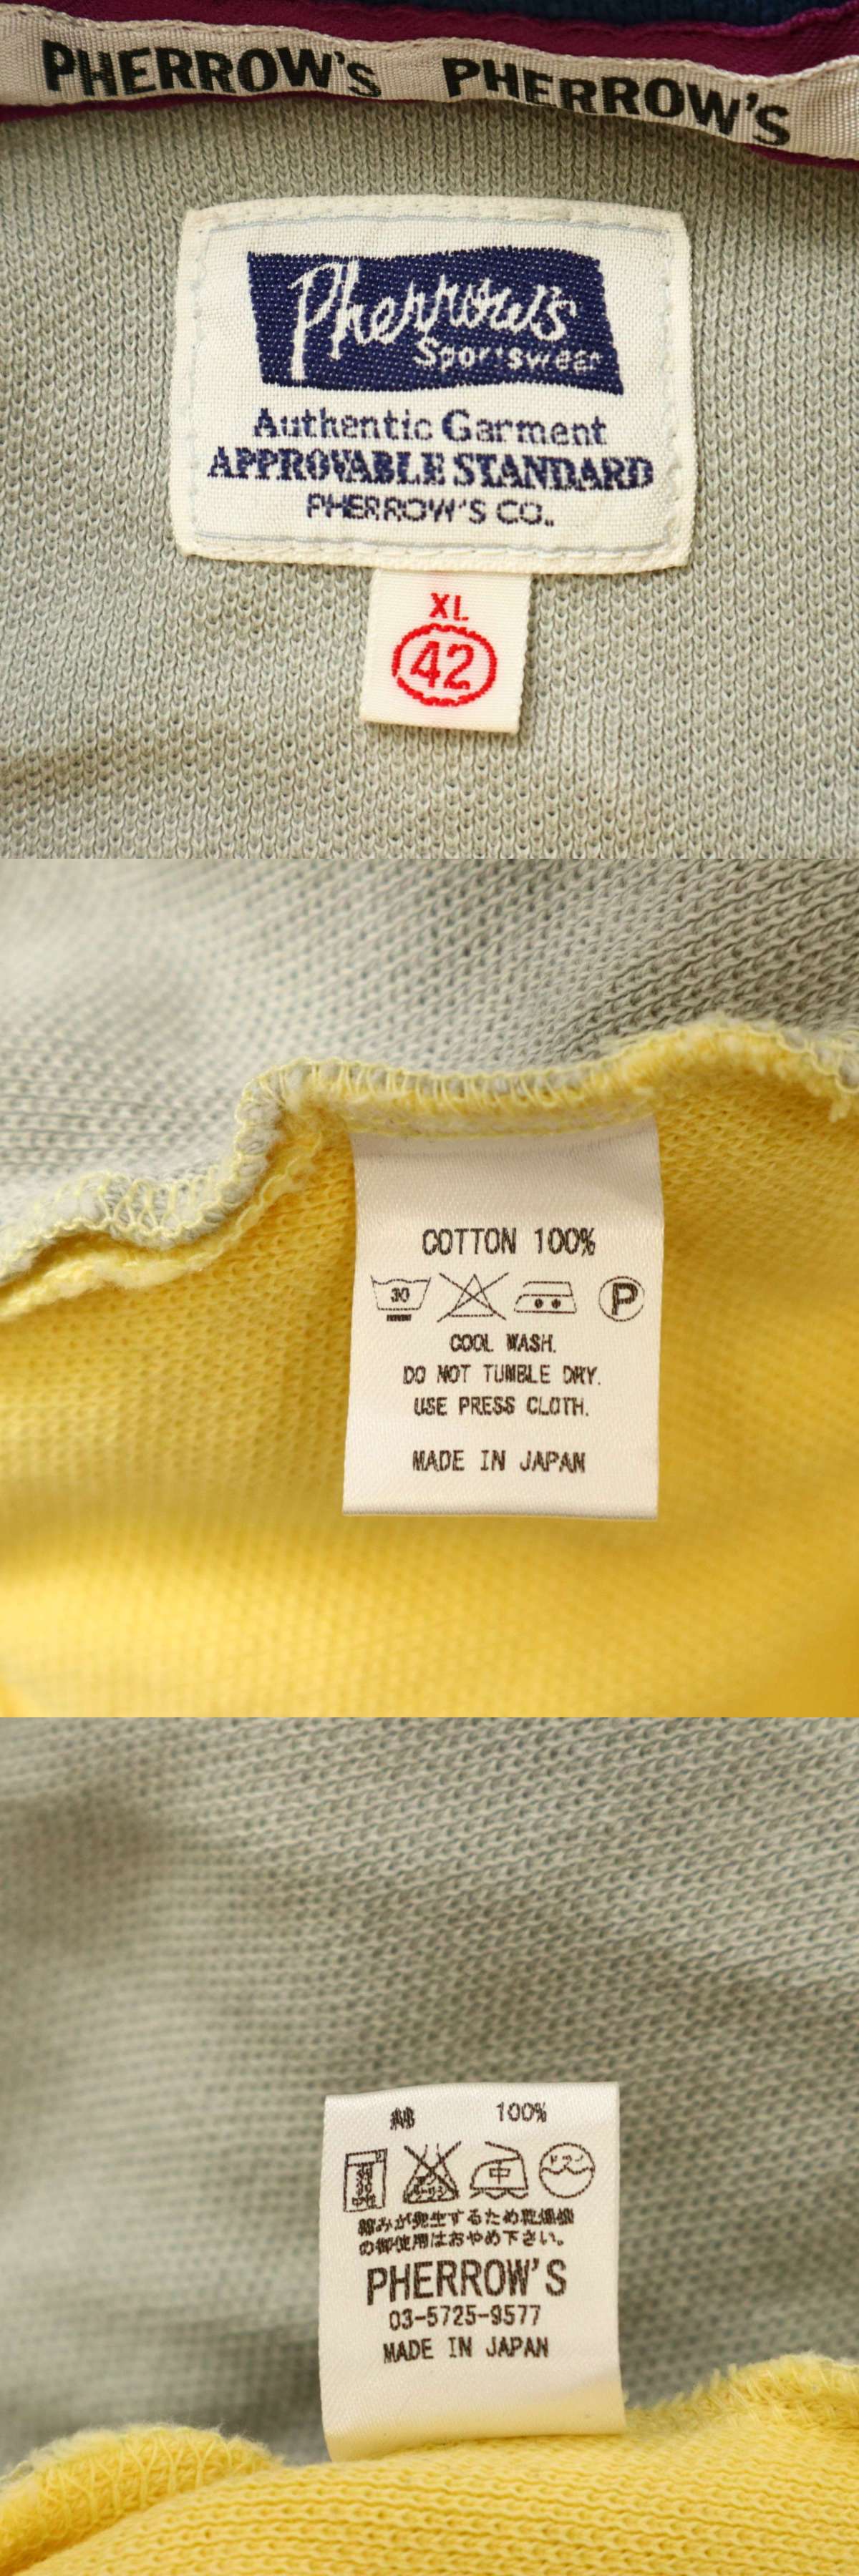 PHERROW'S PHERROW'S
Pherrow's
Sportswear
Authentic Garment
APPROVABLE STANDARD
PHERROW'S CO.,
XL
42
COTTON 100%
30
P
COOL WASH.
DO NOT TUMBLE DRY.
USE PRESS CLOTH.
MADE IN JAPAN
綿 100%
中
ドライ
縮みが発生するため乾燥機
の御使用はおやめ下さい。
PHERROW'S
03-5725-9577
MADE IN JAPAN